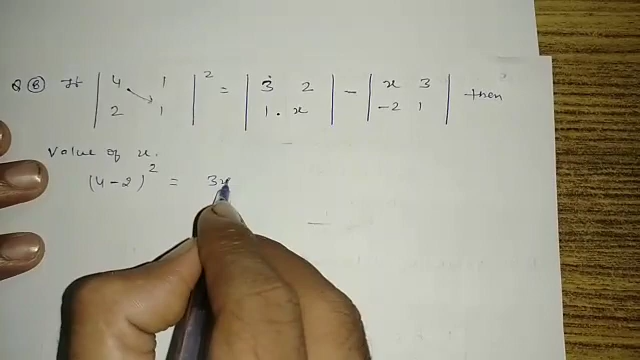 Q ⑧ If | 4 1 |² = | 3 2 | - | x 3 | then
| 2 1 | | 1 . x | | -2 1 |
Value of x.
(4-2)² = 3x